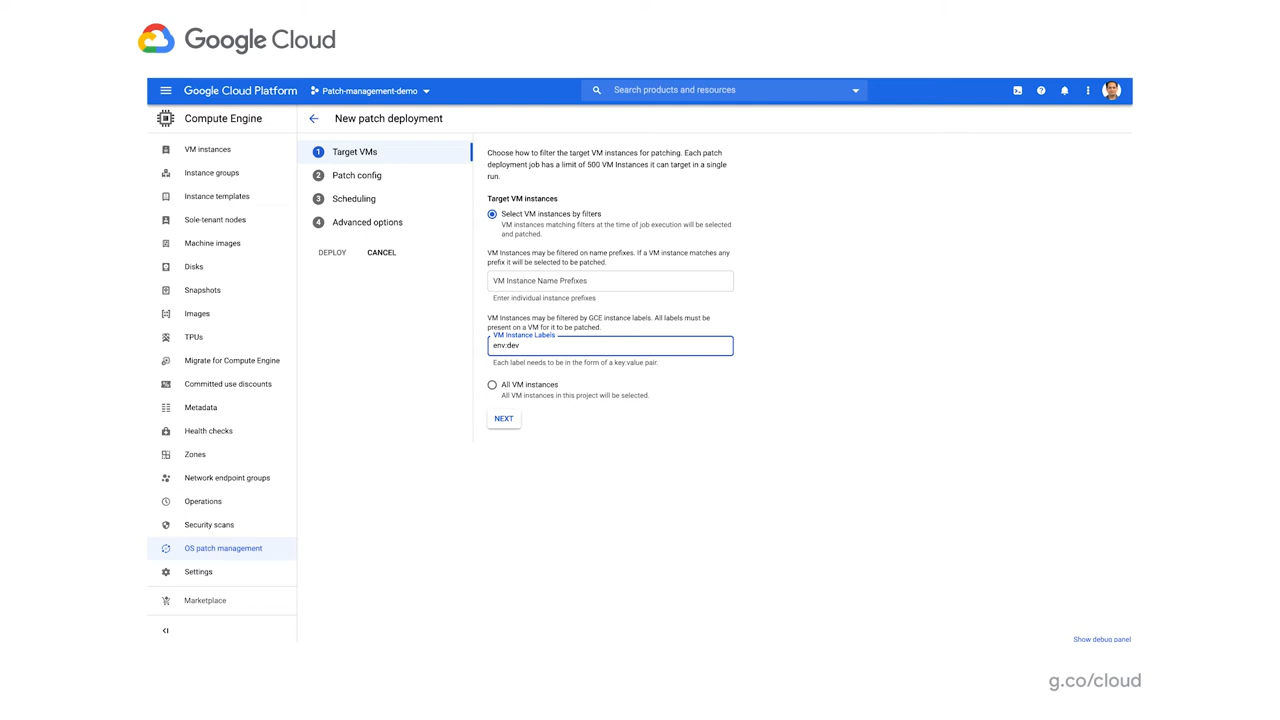 Google Cloud
Google Cloud Platform
Patch-management-demo
Search products and resources
Compute Engine
New patch deployment
VM instances
Instance groups
Instance templates
Sole-tenant nodes
Machine images
Disks
Snapshots
Images
TPUs
Migrate for Compute Engine
Committed use discounts
Metadata
Health checks
Zones
Network endpoint groups
Operations
Security scans
OS patch management
Settings
Marketplace
1 Target VMs
2 Patch config
3 Scheduling
4 Advanced options
DEPLOY CANCEL
Choose how to filter the target VM instances for patching. Each patch
deployment job has a limit of 500 VM Instances it can target in a single
run.
Target VM instances
Select VM instances by filters
VM instances matching filters at the time of job execution will be selected
and patched.
VM Instances may be filtered on name prefixes. If a VM instance matches any
prefix it will be selected to be patched.
VM Instance Name Prefixes
Enter individual instance prefixes
VM Instances may be filtered by GCE instance labels. All labels must be
present on a VM for it to be patched.
VM Instance Labels
env:dev
Each label needs to be in the form of a key:value pair.
All VM instances
All VM instances in this project will be selected.
NEXT
Show debug panel
g.co/cloud